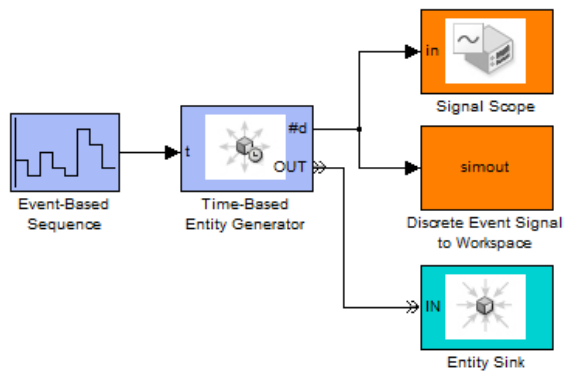 in
Signal Scope
t
#d
OUT
simout
Event-Based
Sequence
Time-Based
Entity Generator
Discrete Event Signal
to Workspace
IN
Entity Sink